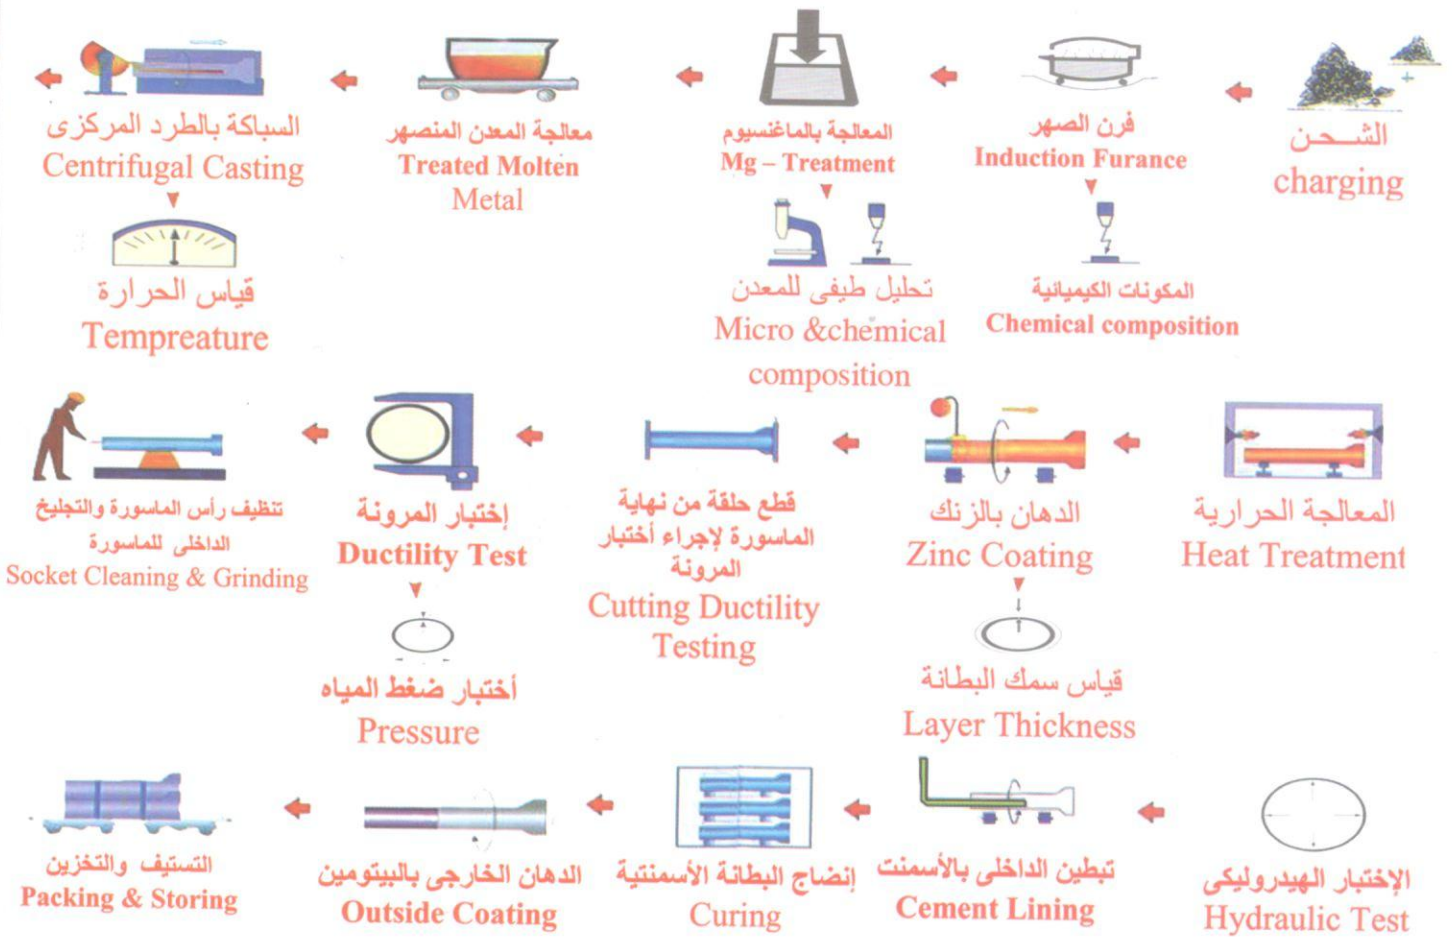 الشـــحن
charging
فرن الصهر
Induction Furance
المكونات الكيميائية
Chemical composition
المعالجة بالماغنسيوم
Mg – Treatment
تحليل طيفى للمعدن
Micro &chemical
composition
معالجة المعدن المنصهر
Treated Molten
Metal
السباكة بالطرد المركزى
Centrifugal Casting
قياس الحرارة
Tempreature
المعالجة الحرارية
Heat Treatment
الدهان بالزنك
Zinc Coating
قياس سمك البطانة
Layer Thickness
قطع حلقة من نهاية
الماسورة لإجراء أختبار
المرونة
Cutting Ductility
Testing
إختبار المرونة
Ductility Test
أختبار ضغط المياه
Pressure
تنظيف رأس الماسورة والتجليخ
الداخلى للماسورة
Socket Cleaning & Grinding
الإختبار الهيدروليكى
Hydraulic Test
تبطين الداخلى بالأسمنت
Cement Lining
إنضاج البطانة الأسمنتية
Curing
الدهان الخارجى بالبيتومين
Outside Coating
التستيف والتخزين
Packing & Storing